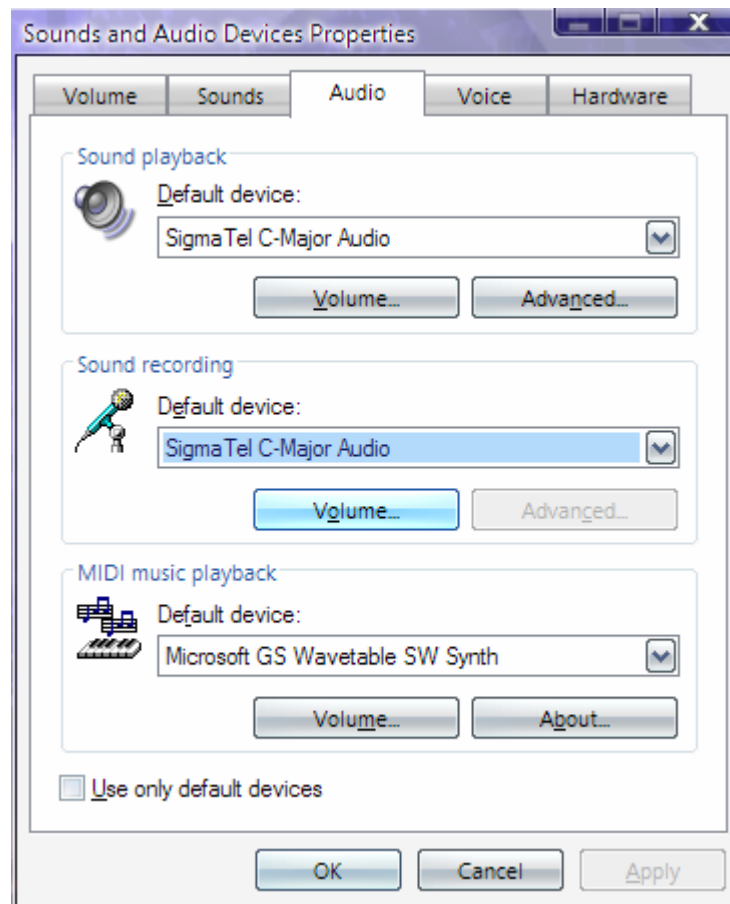 Sounds and Audio Devices Properties
X
Volume Sounds Audio Voice Hardware
Sound playback
Default device:
SigmaTel C-Major Audio
Volume... Advanced...
Sound recording
Default device:
SigmaTel C-Major Audio
Volume... Advanced...
MIDI music playback
Default device:
Microsoft GS Wavetable SW Synth
Volume... About...
Use only default devices
OK Cancel Apply